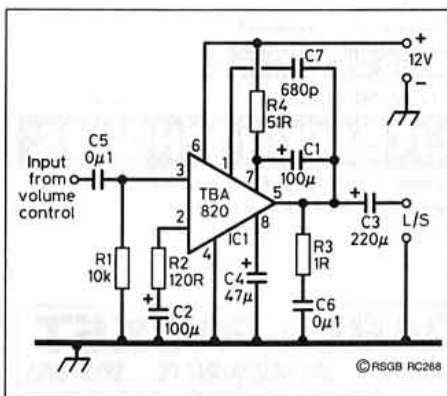 +
12V
−
C7
680p
6
1
R4
51R
C5
0µ1
+
C1
100µ
Input
from
volume
control
3
7
TBA
820
5
+
C3
220µ
L/S
2
IC1
8
4
R1
10k
R2
120R
+
C4
47µ
R3
1R
+
C2
100µ
C6
0µ1
©RSGB RC268